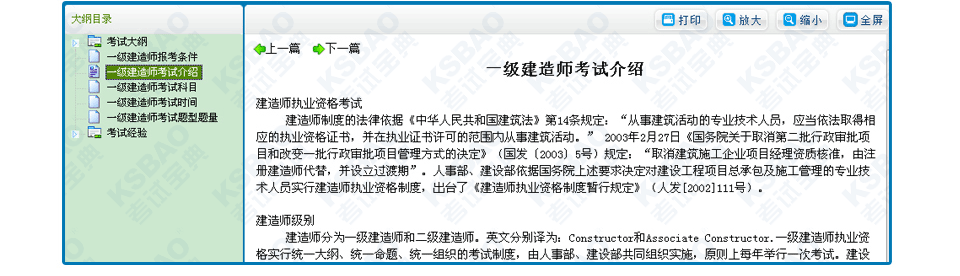 大纲目录
打印 放大 缩小 全屏
考试大纲
一级建造师报考条件
一级建造师考试介绍
一级建造师考试科目
一级建造师考试时间
一级建造师考试题型题量
考试经验
上一篇 下一篇
一级建造师考试介绍
建造师执业资格考试
建造师制度的法律依据《中华人民共和国建筑法》第14条规定：“从事建筑活动的专业技术人员，应当依法取得相
应的执业资格证书，并在执业证书许可的范围内从事建筑活动。” 2003年2月27日《国务院关于取消第二批行政审批项
目和改变一批行政审批项目管理方式的决定》（国发〔2003〕5号）规定：“取消建筑施工企业项目经理资质核准，由注
册建造师代替，并设立过渡期”。人事部、建设部依据国务院上述要求决定对建设工程项目总承包及施工管理的专业技
术人员实行建造师执业资格制度，出台了《建造师执业资格制度暂行规定》（人发[2002]111号）。
建造师级别
建造师分为一级建造师和二级建造师。英文分别译为：Constructor和Associate Constructor.一级建造师执业资
格实行统一大纲、统一命题、统一组织的考试制度，由人事部、建设部共同组织实施，原则上每年举行一次考试。建设